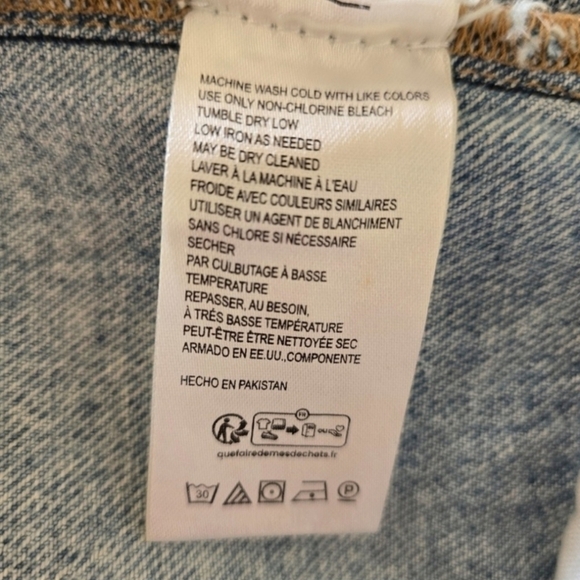 MACHINE WASH COLD WITH LIKE COLORS
USE ONLY NON-CHLORINE BLEACH
TUMBLE DRY LOW
LOW IRON AS NEEDED
MAY BE DRY CLEANED
LAVER À LA MACHINE À L'EAU
FROIDE AVEC COULEURS SIMILAIRES
UTILISER UN AGENT DE BLANCHIMENT
SANS CHLORE SI NÉCESSAIRE
SECHER
PAR CULBUTAGE À BASSE
TEMPERATURE
REPASSER, AU BESOIN,
À TRÉS BASSE TEMPÉRATURE
PEUT-ÊTRE ÊTRE NETTOYÉE SEC
ARMADO EN EE.UU.,COMPONENTE
HECHO EN PAKISTAN
FR
OU
quefairedemesdechets.fr
30 P